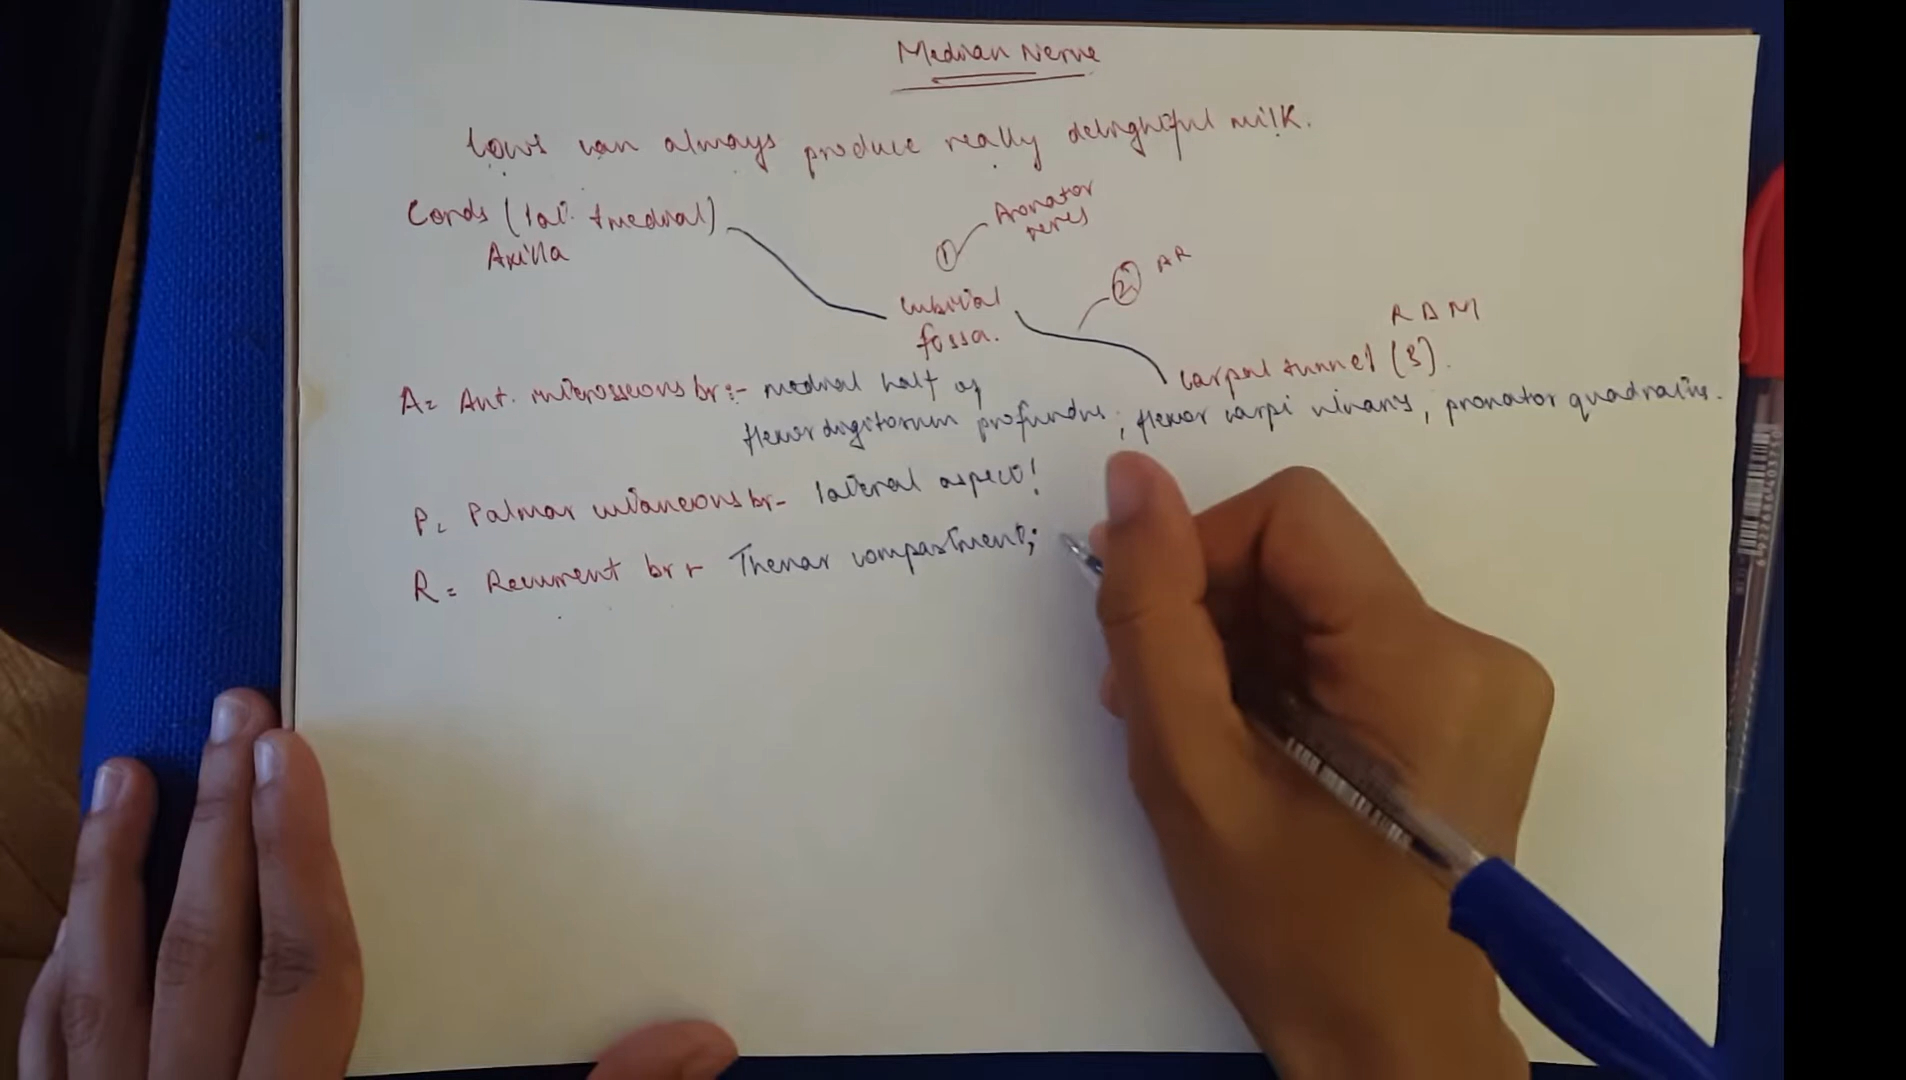 Median Nerve
Cows can always produce really delightful milk.
Cords (lat. + medial)
Axilla
Pronator
teres
①
② AR
Cubital
fossa.
R D M
carpal tunnel (3).
A= Ant. interosseous br:- medial half of
flexor digitorum profundus; flexor carpi ulnaris, pronator quadratus.
P= Palmar cutaneous br- lateral aspect!
R= Recurrent br- Thenar compartment;